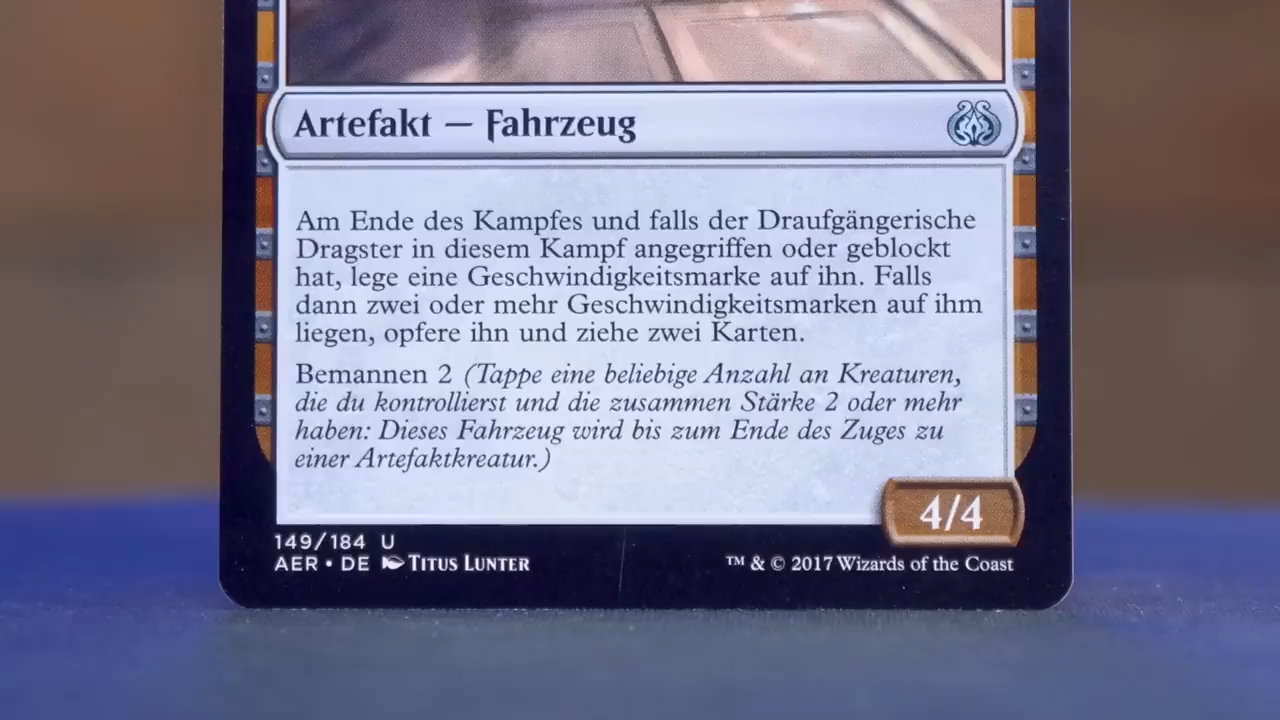 Artefakt — Fahrzeug
Am Ende des Kampfes und falls der Draufgängerische
Dragster in diesem Kampf angegriffen oder geblockt
hat, lege eine Geschwindigkeitsmarke auf ihn. Falls
dann zwei oder mehr Geschwindigkeitsmarken auf ihm
liegen, opfere ihn und ziehe zwei Karten.
Bemannen 2 (Tappe eine beliebige Anzahl an Kreaturen,
die du kontrollierst und die zusammen Stärke 2 oder mehr
haben: Dieses Fahrzeug wird bis zum Ende des Zuges zu
einer Artefaktkreatur.)
4/4
149/184 U
AER • DE TITUS LUNTER
™ & © 2017 Wizards of the Coast